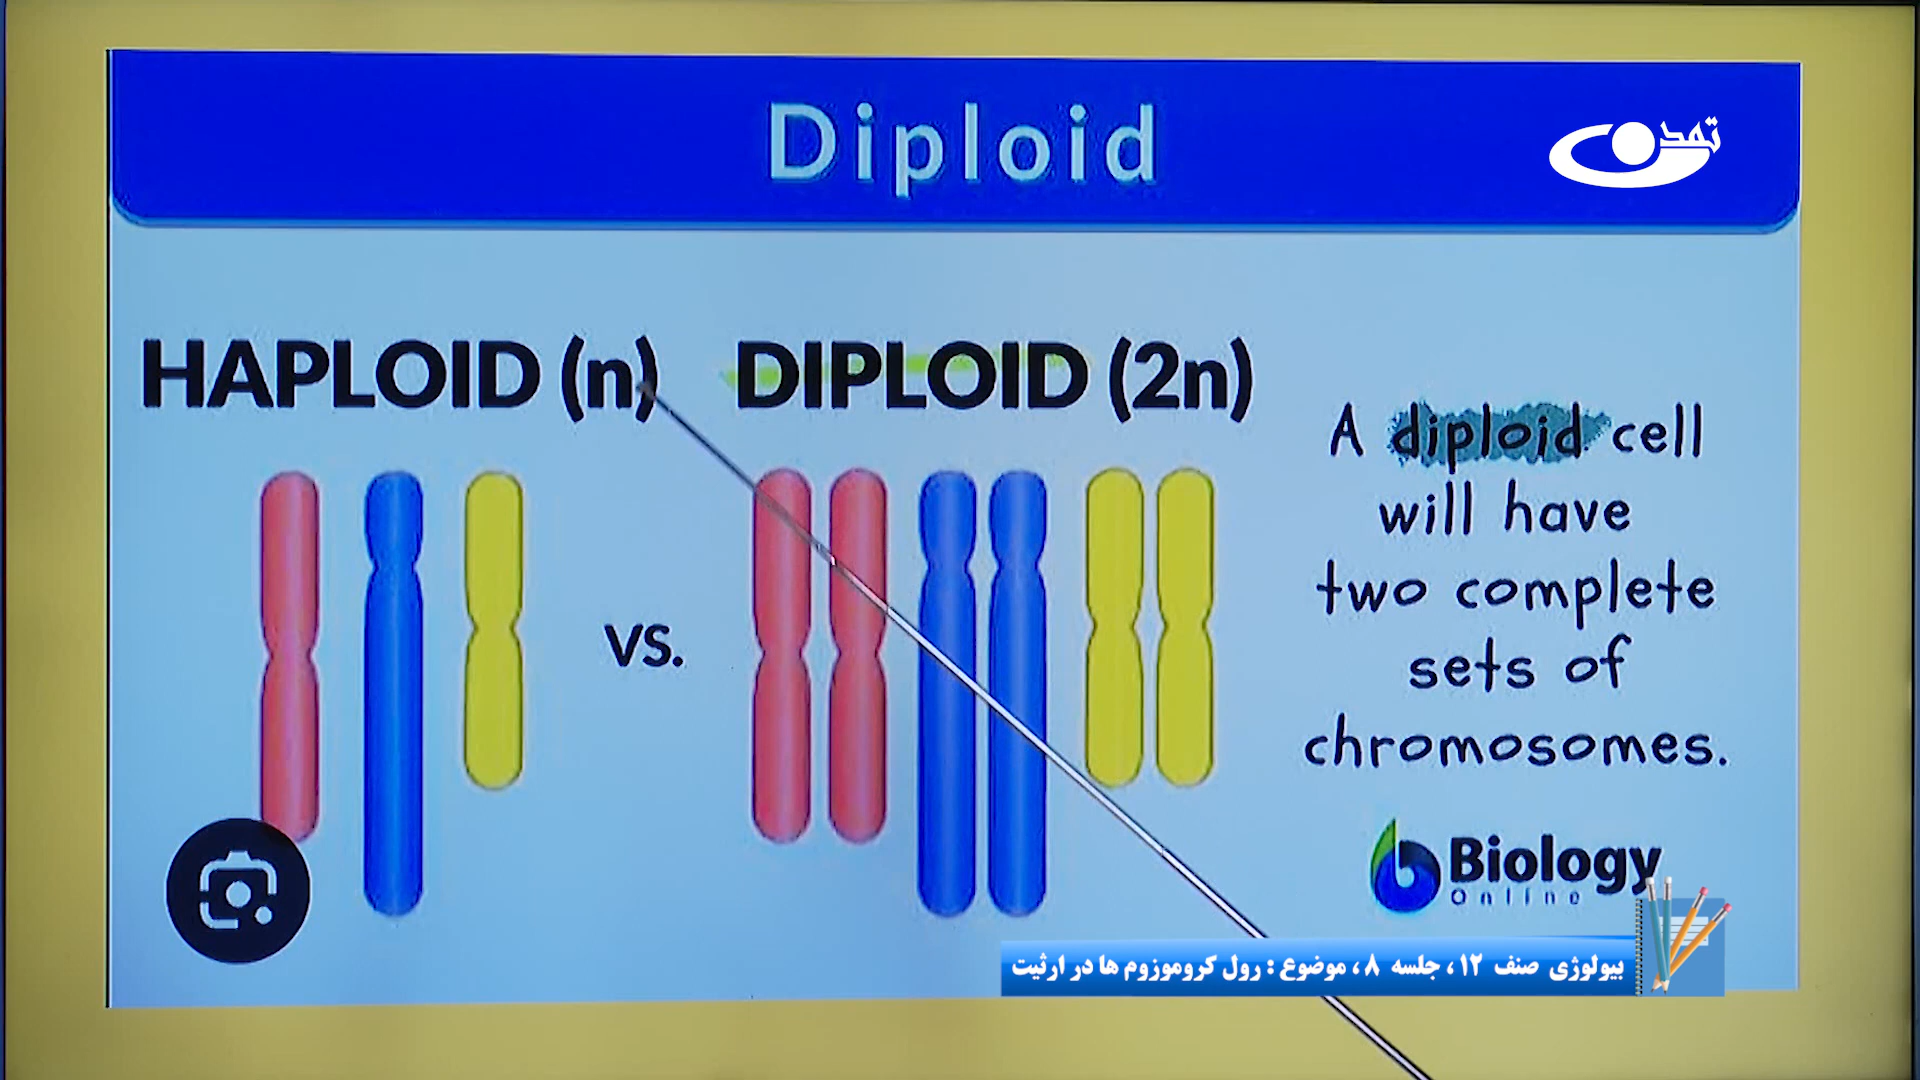 Diploid
تمدن
HAPLOID (n)
DIPLOID (2n)
vs.
A diploid cell
will have
two complete
sets of
chromosomes.
Biology
Online
بیولوژی صنف ۱۲، جلسه ۸، موضوع : رول کروموزوم ها در ارثیت